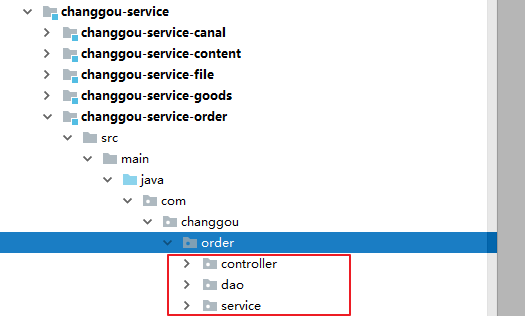 changgou-service
changgou-service-canal
changgou-service-content
changgou-service-file
changgou-service-goods
changgou-service-order
src
main
java
com
changgou
order
controller
dao
service